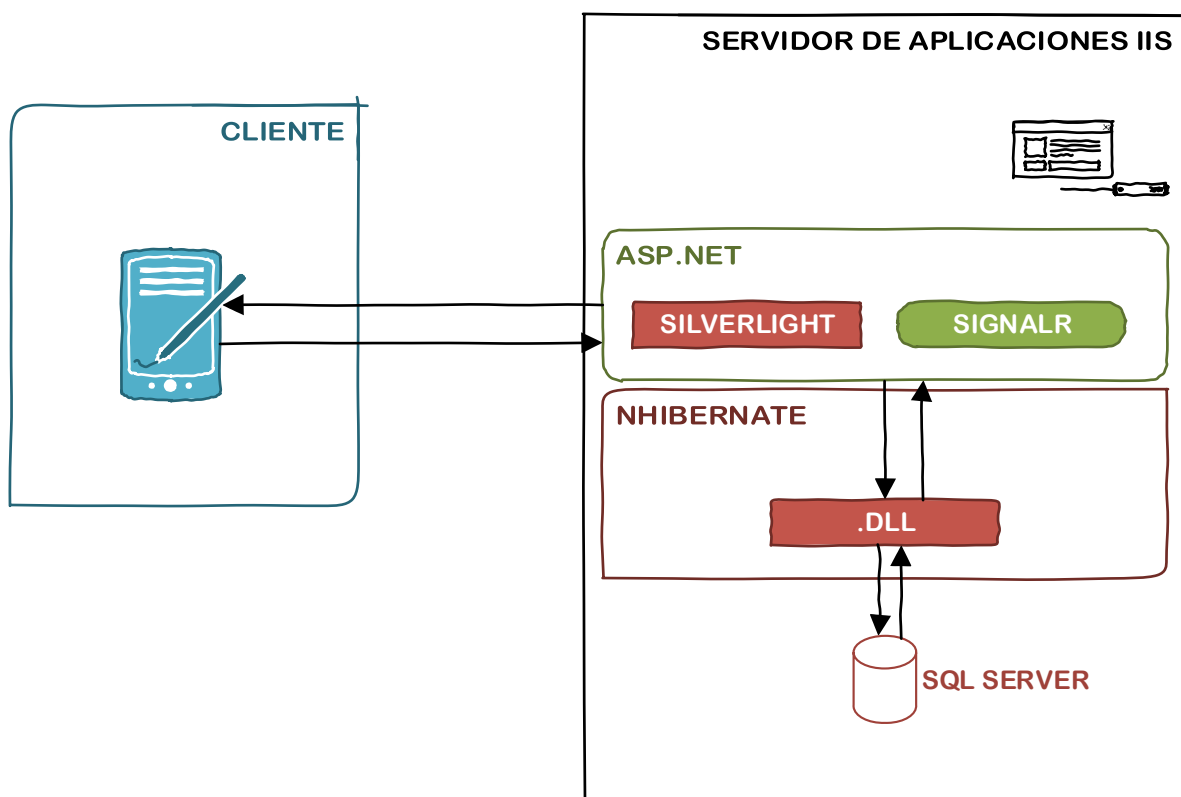 SERVIDOR DE APLICACIONES IIS
CLIENTE
ASP.NET
SILVERLIGHT
SIGNALR
NHIBERNATE
.DLL
SQL SERVER